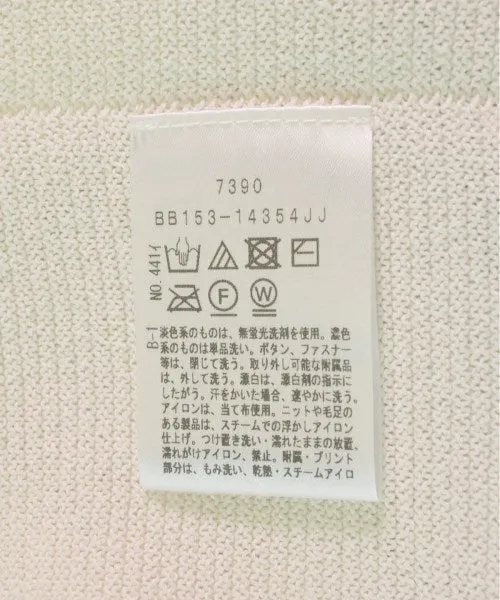 7390
BB153-14354JJ
NO.441イ
F
W
B-1
淡色系のものは、無蛍光洗剤を使用。濃色
系のものは単品洗い。ボタン、ファスナー
等は、閉じて洗う。取り外し可能な附属品
は、外して洗う。漂白は、漂白剤の指示に
したがう。汗をかいた場合、速やかに洗う。
アイロンは、当て布使用。ニットや毛足の
ある製品は、スチームでの浮かしアイロン
仕上げ。つけ置き洗い・濡れたままの放置、
濡れがけアイロン、禁止。附属・プリント
部分は、もみ洗い、乾熱・スチームアイロ